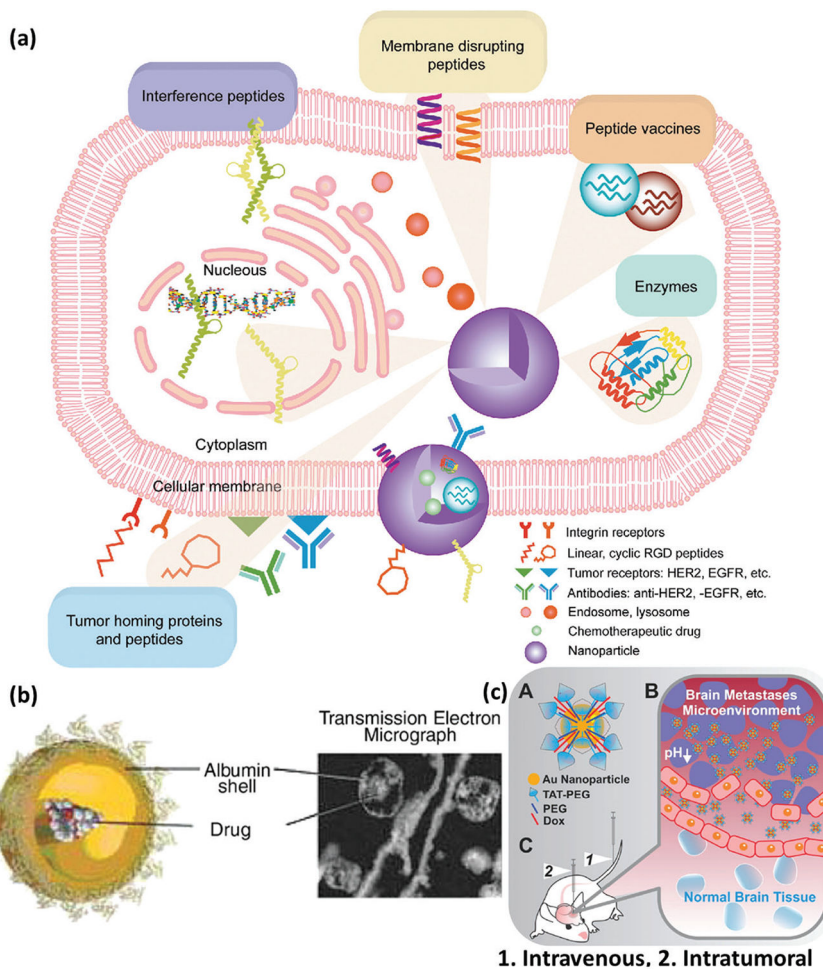 (a)
Membrane disrupting
peptides
Interference peptides
Peptide vaccines
Nucleous
Enzymes
Cytoplasm
Cellular membrane
Tumor homing proteins
and peptides
Integrin receptors
Linear, cyclic RGD peptides
Tumor receptors: HER2, EGFR, etc.
Antibodies: anti-HER2, -EGFR, etc.
Endosome, lysosome
Chemotherapeutic drug
Nanoparticle
(b)
Albumin
shell
Drug
Transmission Electron
Micrograph
(c)
A
Au Nanoparticle
TAT-PEG
PEG
Dox
B
Brain Metastases
Microenvironment
pH↓
Normal Brain Tissue
C
1
2
1. Intravenous, 2. Intratumoral